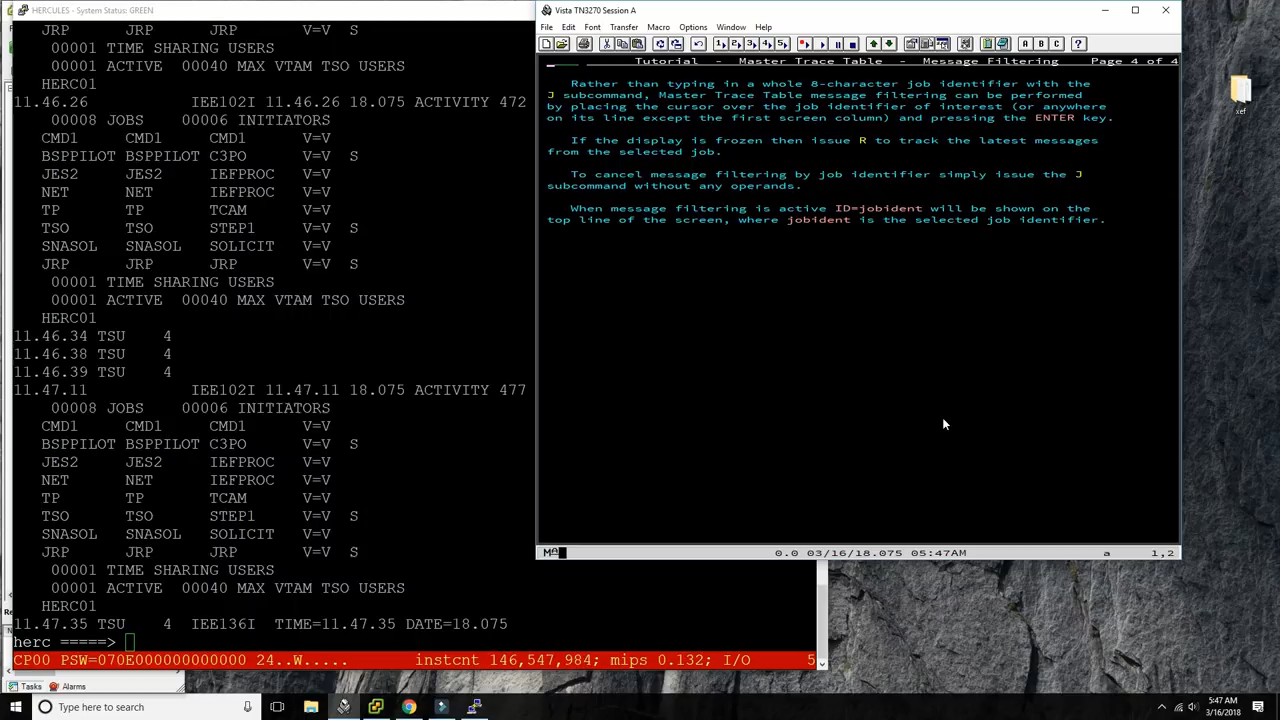 HERCULES - System Status: GREEN
JRP JRP JRP V=V S
00001 TIME SHARING USERS
00001 ACTIVE 00040 MAX VTAM TSO USERS
HERC01
11.46.26 IEE102I 11.46.26 18.075 ACTIVITY 472
00008 JOBS 00006 INITIATORS
CMD1 CMD1 CMD1 V=V
BSPPILOT BSPPILOT C3PO V=V S
JES2 JES2 IEFPROC V=V
NET NET IEFPROC V=V
TP TP TCAM V=V
TSO TSO STEP1 V=V S
SNASOL SNASOL SOLICIT V=V
JRP JRP JRP V=V S
00001 TIME SHARING USERS
00001 ACTIVE 00040 MAX VTAM TSO USERS
HERC01
11.46.34 TSU 4
11.46.38 TSU 4
11.46.39 TSU 4
11.47.11 IEE102I 11.47.11 18.075 ACTIVITY 477
00008 JOBS 00006 INITIATORS
CMD1 CMD1 CMD1 V=V
BSPPILOT BSPPILOT C3PO V=V S
JES2 JES2 IEFPROC V=V
NET NET IEFPROC V=V
TP TP TCAM V=V
TSO TSO STEP1 V=V S
SNASOL SNASOL SOLICIT V=V
JRP JRP JRP V=V S
00001 TIME SHARING USERS
00001 ACTIVE 00040 MAX VTAM TSO USERS
HERC01
11.47.35 TSU 4 IEE136I TIME=11.47.35 DATE=18.075
herc =====>
CP00 PSW=070E000000000000 24..W..... instcnt 146,547,984; mips 0.132; I/O 5
Vista TN3270 Session A
File Edit Font Transfer Macro Options Window Help
1 2 3 4 5 A B C ?
Tutorial - Master Trace Table - Message Filtering Page 4 of 4
Rather than typing in a whole 8-character job identifier with the
J subcommand, Master Trace Table message filtering can be performed
by placing the cursor over the job identifier of interest (or anywhere
on its line except the first screen column) and pressing the ENTER key.
If the display is frozen then issue R to track the latest messages
from the selected job.
To cancel message filtering by job identifier simply issue the J
subcommand without any operands.
When message filtering is active ID=jobident will be shown on the
top line of the screen, where jobident is the selected job identifier.
0.0 03/16/18.075 05:47AM a 1,2
xef
Tasks Alarms
Type here to search
5:47 AM
3/16/2018